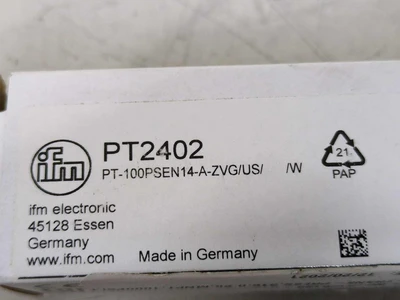 ifm
PT2402
PT-100PSEN14-A-ZVG/US/ /W
21
PAP
ifm electronic
45128 Essen
Germany
www.ifm.com
Made in Germany